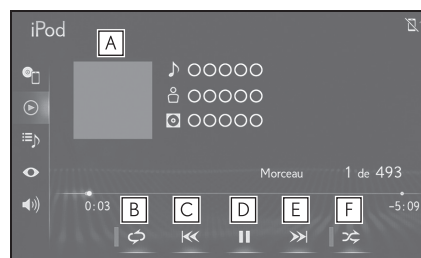 iPod
A
OOOOO
OOOOO
OOOOO
Morceau 1 de 493
0:03 -5:09
B C D E F